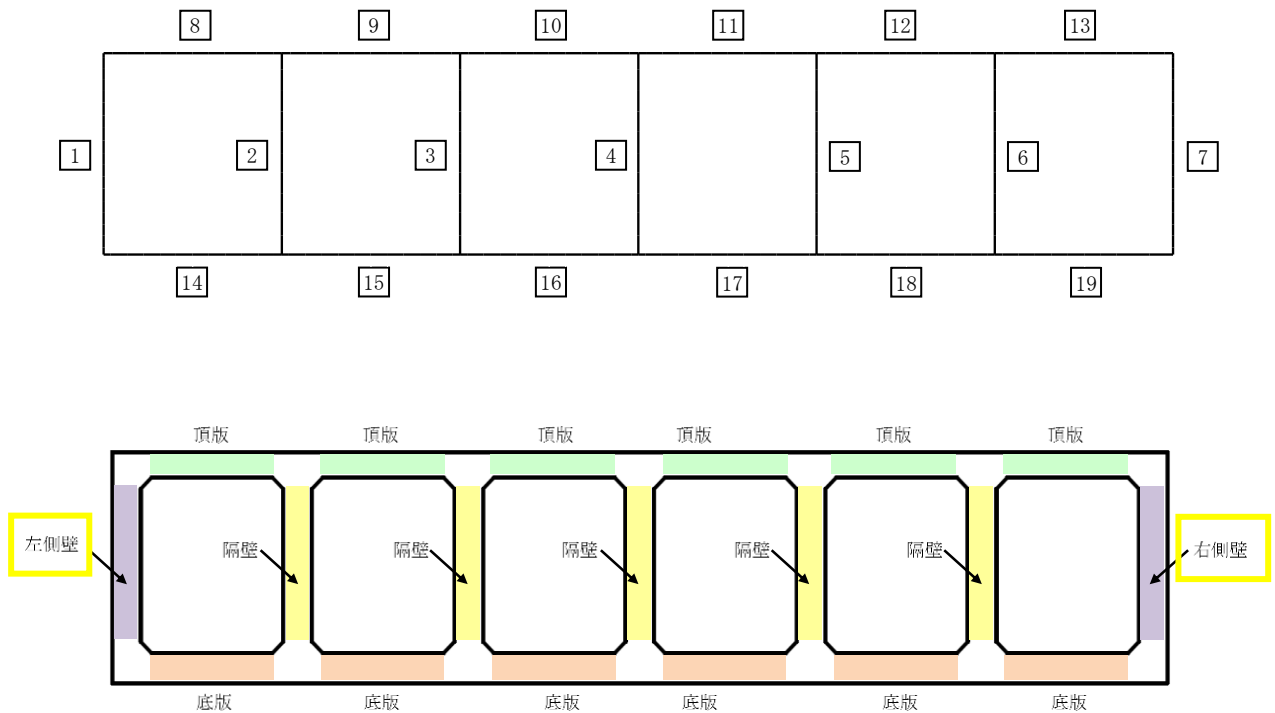 8 9 10 11 12 13
1 2 3 4 5 6 7
14 15 16 17 18 19
頂版 頂版 頂版 頂版 頂版 頂版
左側壁 隔壁 隔壁 隔壁 隔壁 隔壁 右側壁
底版 底版 底版 底版 底版 底版